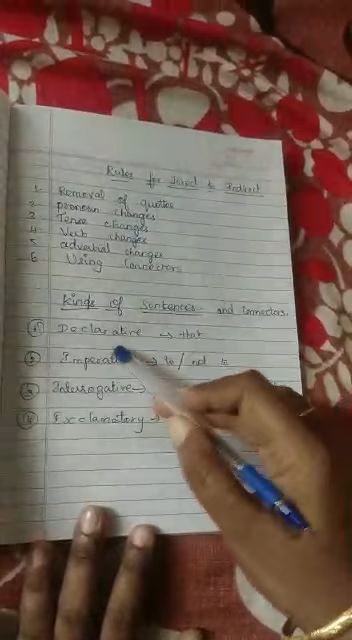 Rules for Direct to Indirect
1. Removal of quotes
2. pronoun changes
3 Tense changes
4 Verb changes
5 adverbial changes
6 Using Connectors
Kinds of Sentences and connectors.
1 Declarative → that
2 Imperat → to / not to
3 Interrogative →
4 Exclamatory →